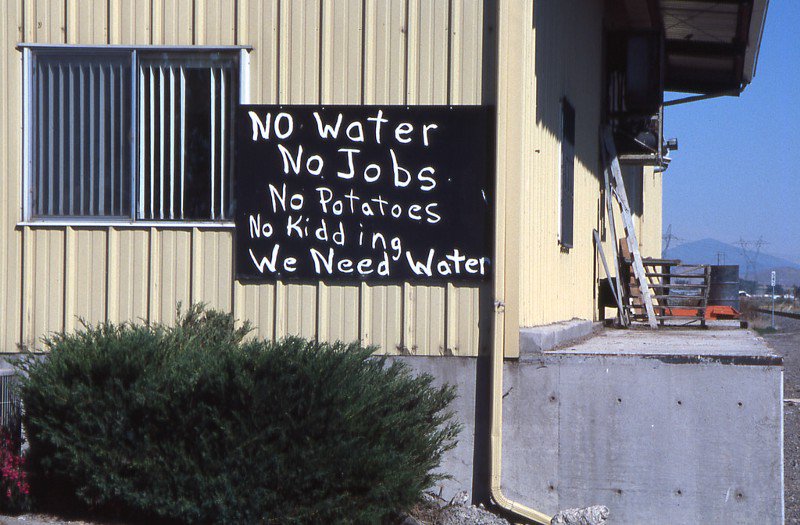 No Water
No Jobs
No Potatoes
No Kidding
We Need Water